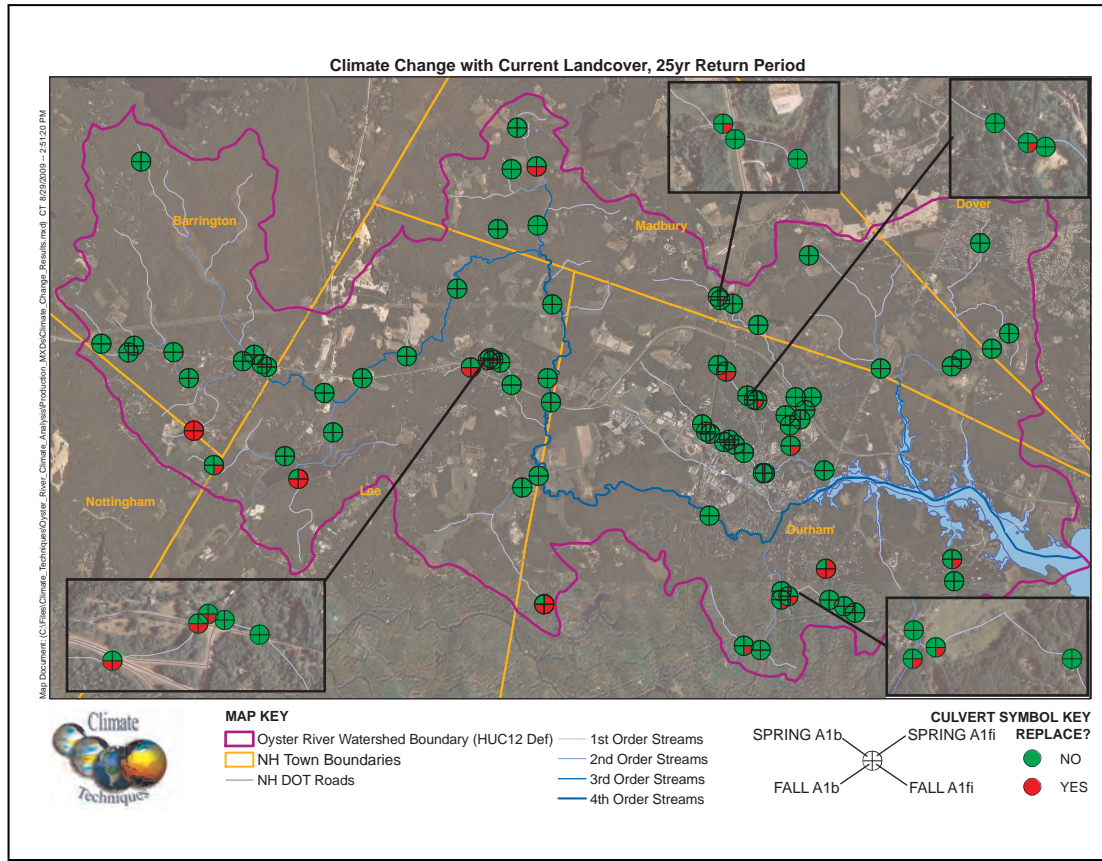 Climate Change with Current Landcover, 25yr Return Period
Map Document: (C:\Files\Climate_Techniques\Oyster_River_Climate_Analysis\Production_MXDs\Climate_Change_Results.mxd) CT 8/29/2009 -- 2:51:20 PM
Barrington
Madbury
Dover
Nottingham
Lee
Durham
Climate
Techniques
MAP KEY
Oyster River Watershed Boundary (HUC12 Def)
NH Town Boundaries
NH DOT Roads
1st Order Streams
2nd Order Streams
3rd Order Streams
4th Order Streams
CULVERT SYMBOL KEY
SPRING A1b
SPRING A1fi
FALL A1b
FALL A1fi
REPLACE?
NO
YES